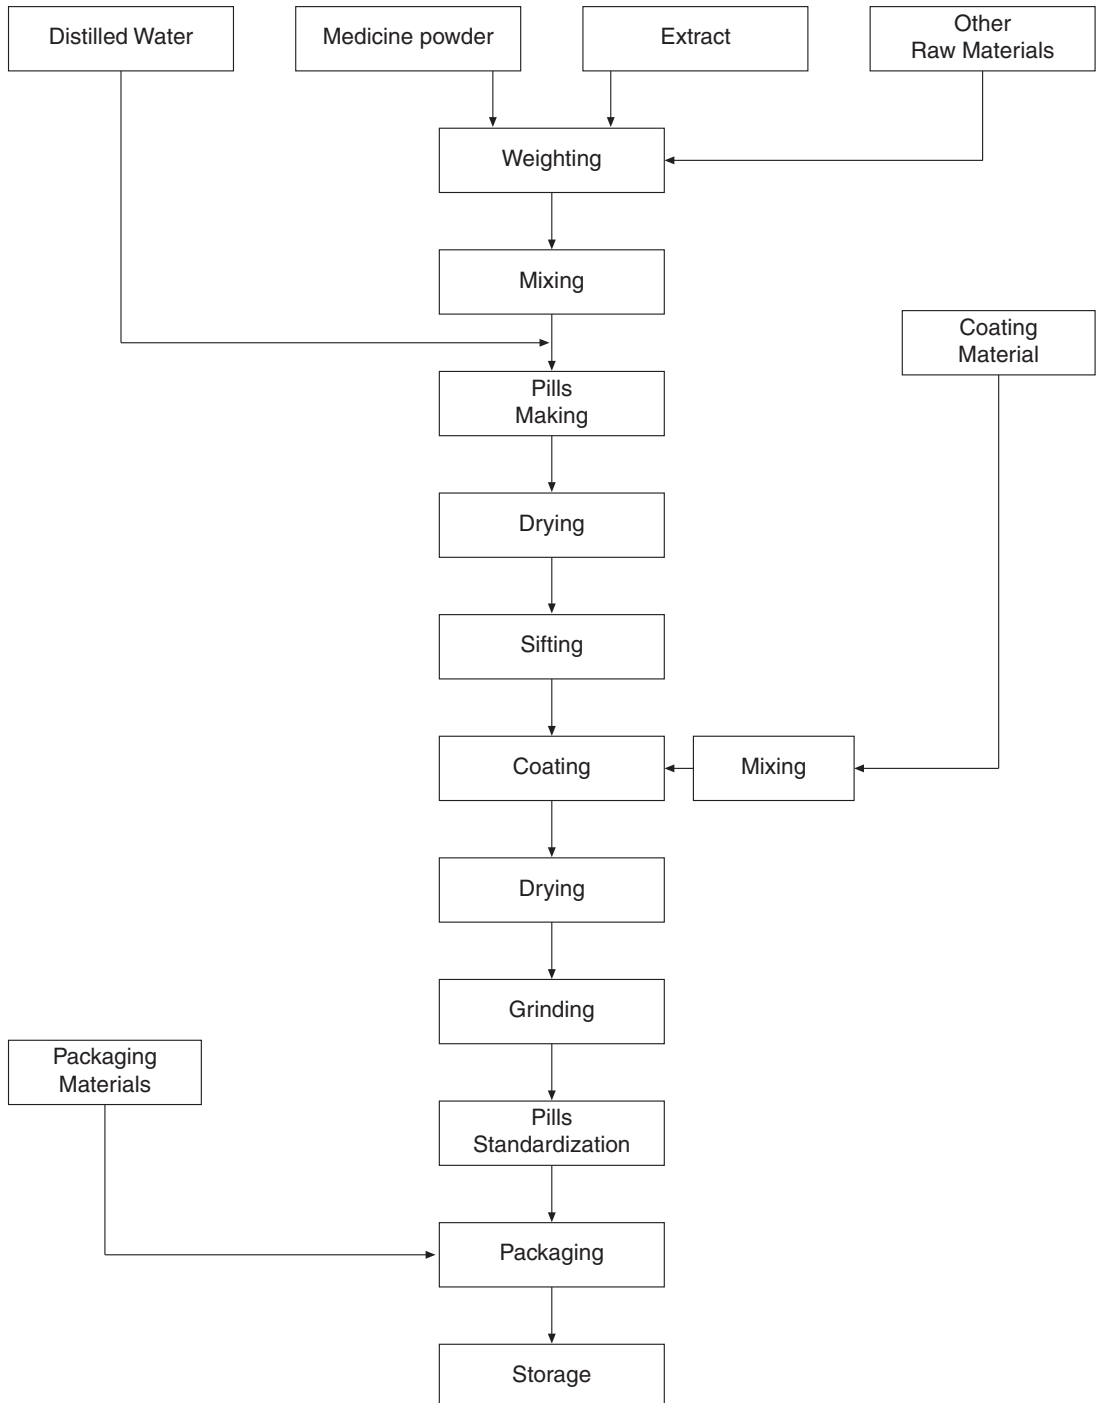 Distilled Water
Medicine powder
Extract
Other
Raw Materials
Weighting
Mixing
Coating
Material
Pills
Making
Drying
Sifting
Coating
Mixing
Drying
Grinding
Packaging
Materials
Pills
Standardization
Packaging
Storage